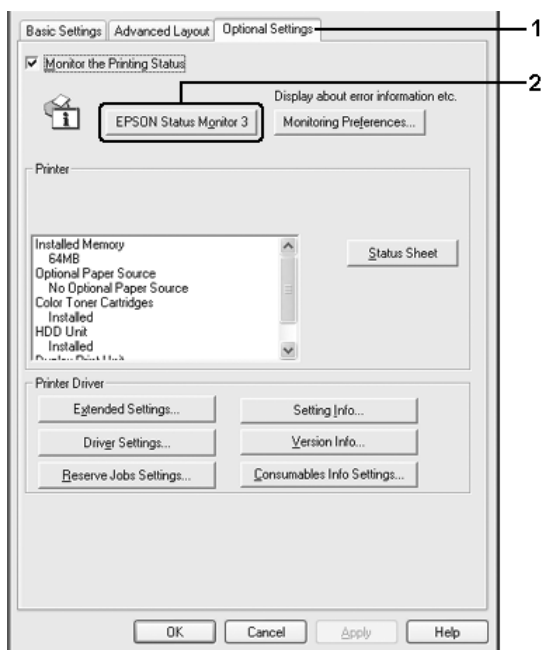 Basic Settings Advanced Layout Optional Settings 1
Monitor the Printing Status
2
Display about error information etc.
EPSON Status Monitor 3 Monitoring Preferences...
Printer
Installed Memory
64MB
Optional Paper Source
No Optional Paper Source
Color Toner Cartridges
Installed
HDD Unit
Installed
Duplex Print Unit
Status Sheet
Printer Driver
Extended Settings... Setting Info...
Driver Settings... Version Info...
Reserve Jobs Settings... Consumables Info Settings...
OK Cancel Apply Help